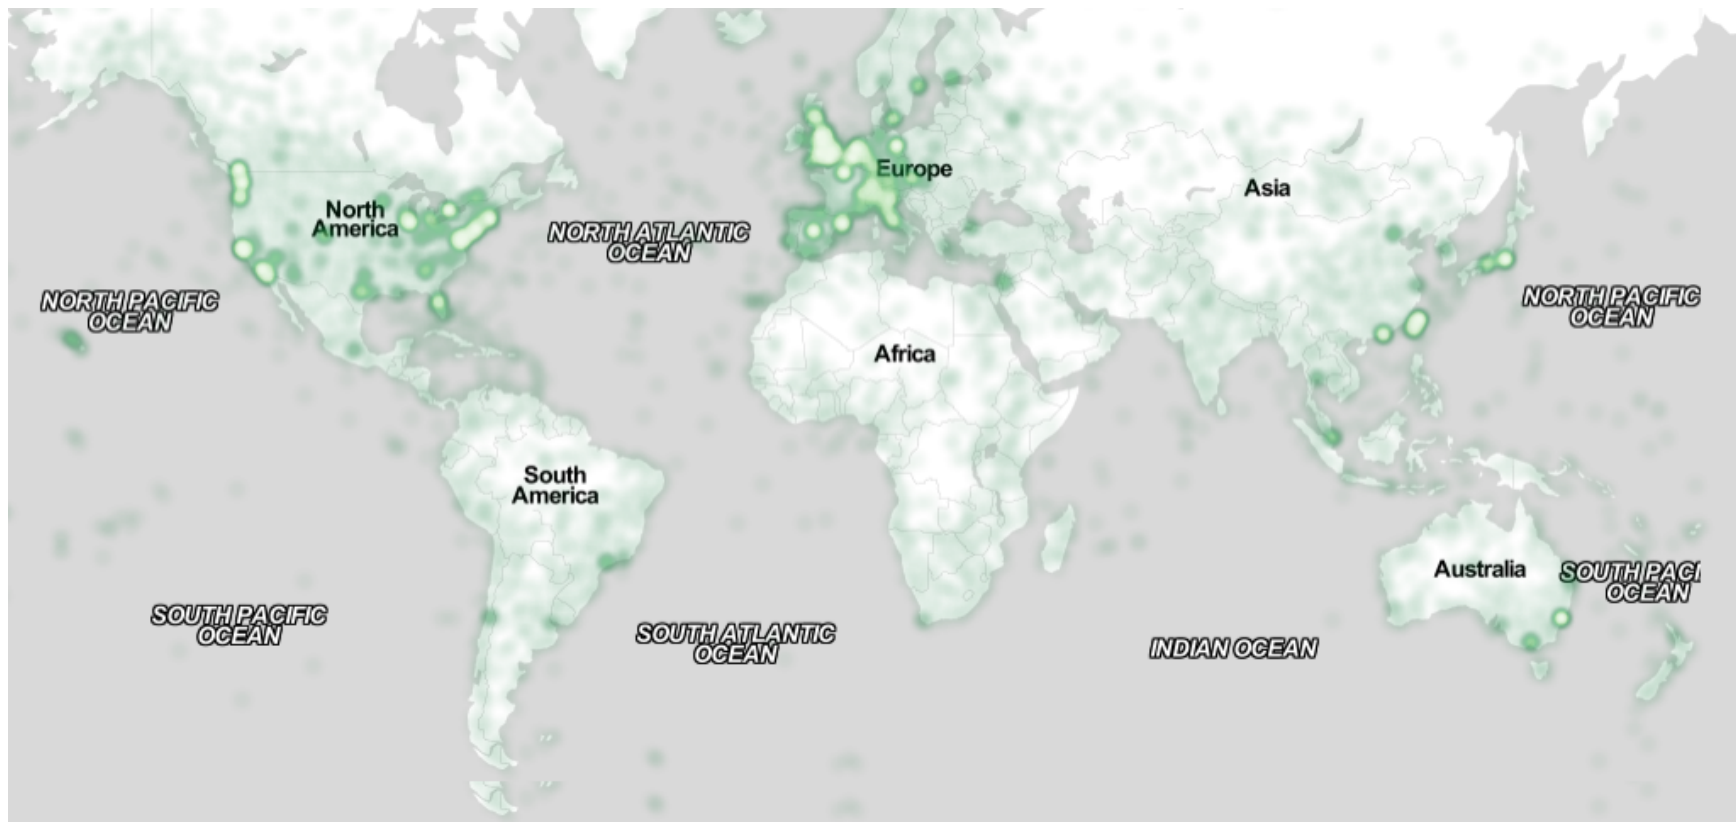 Europe
Asia
North
America
NORTH ATLANTIC
OCEAN
NORTH PACIFIC
OCEAN
NORTH PACIFIC
OCEAN
Africa
South
America
Australia
SOUTH PACI
OCEAN
SOUTH PACIFIC
OCEAN
SOUTH ATLANTIC
OCEAN
INDIAN OCEAN